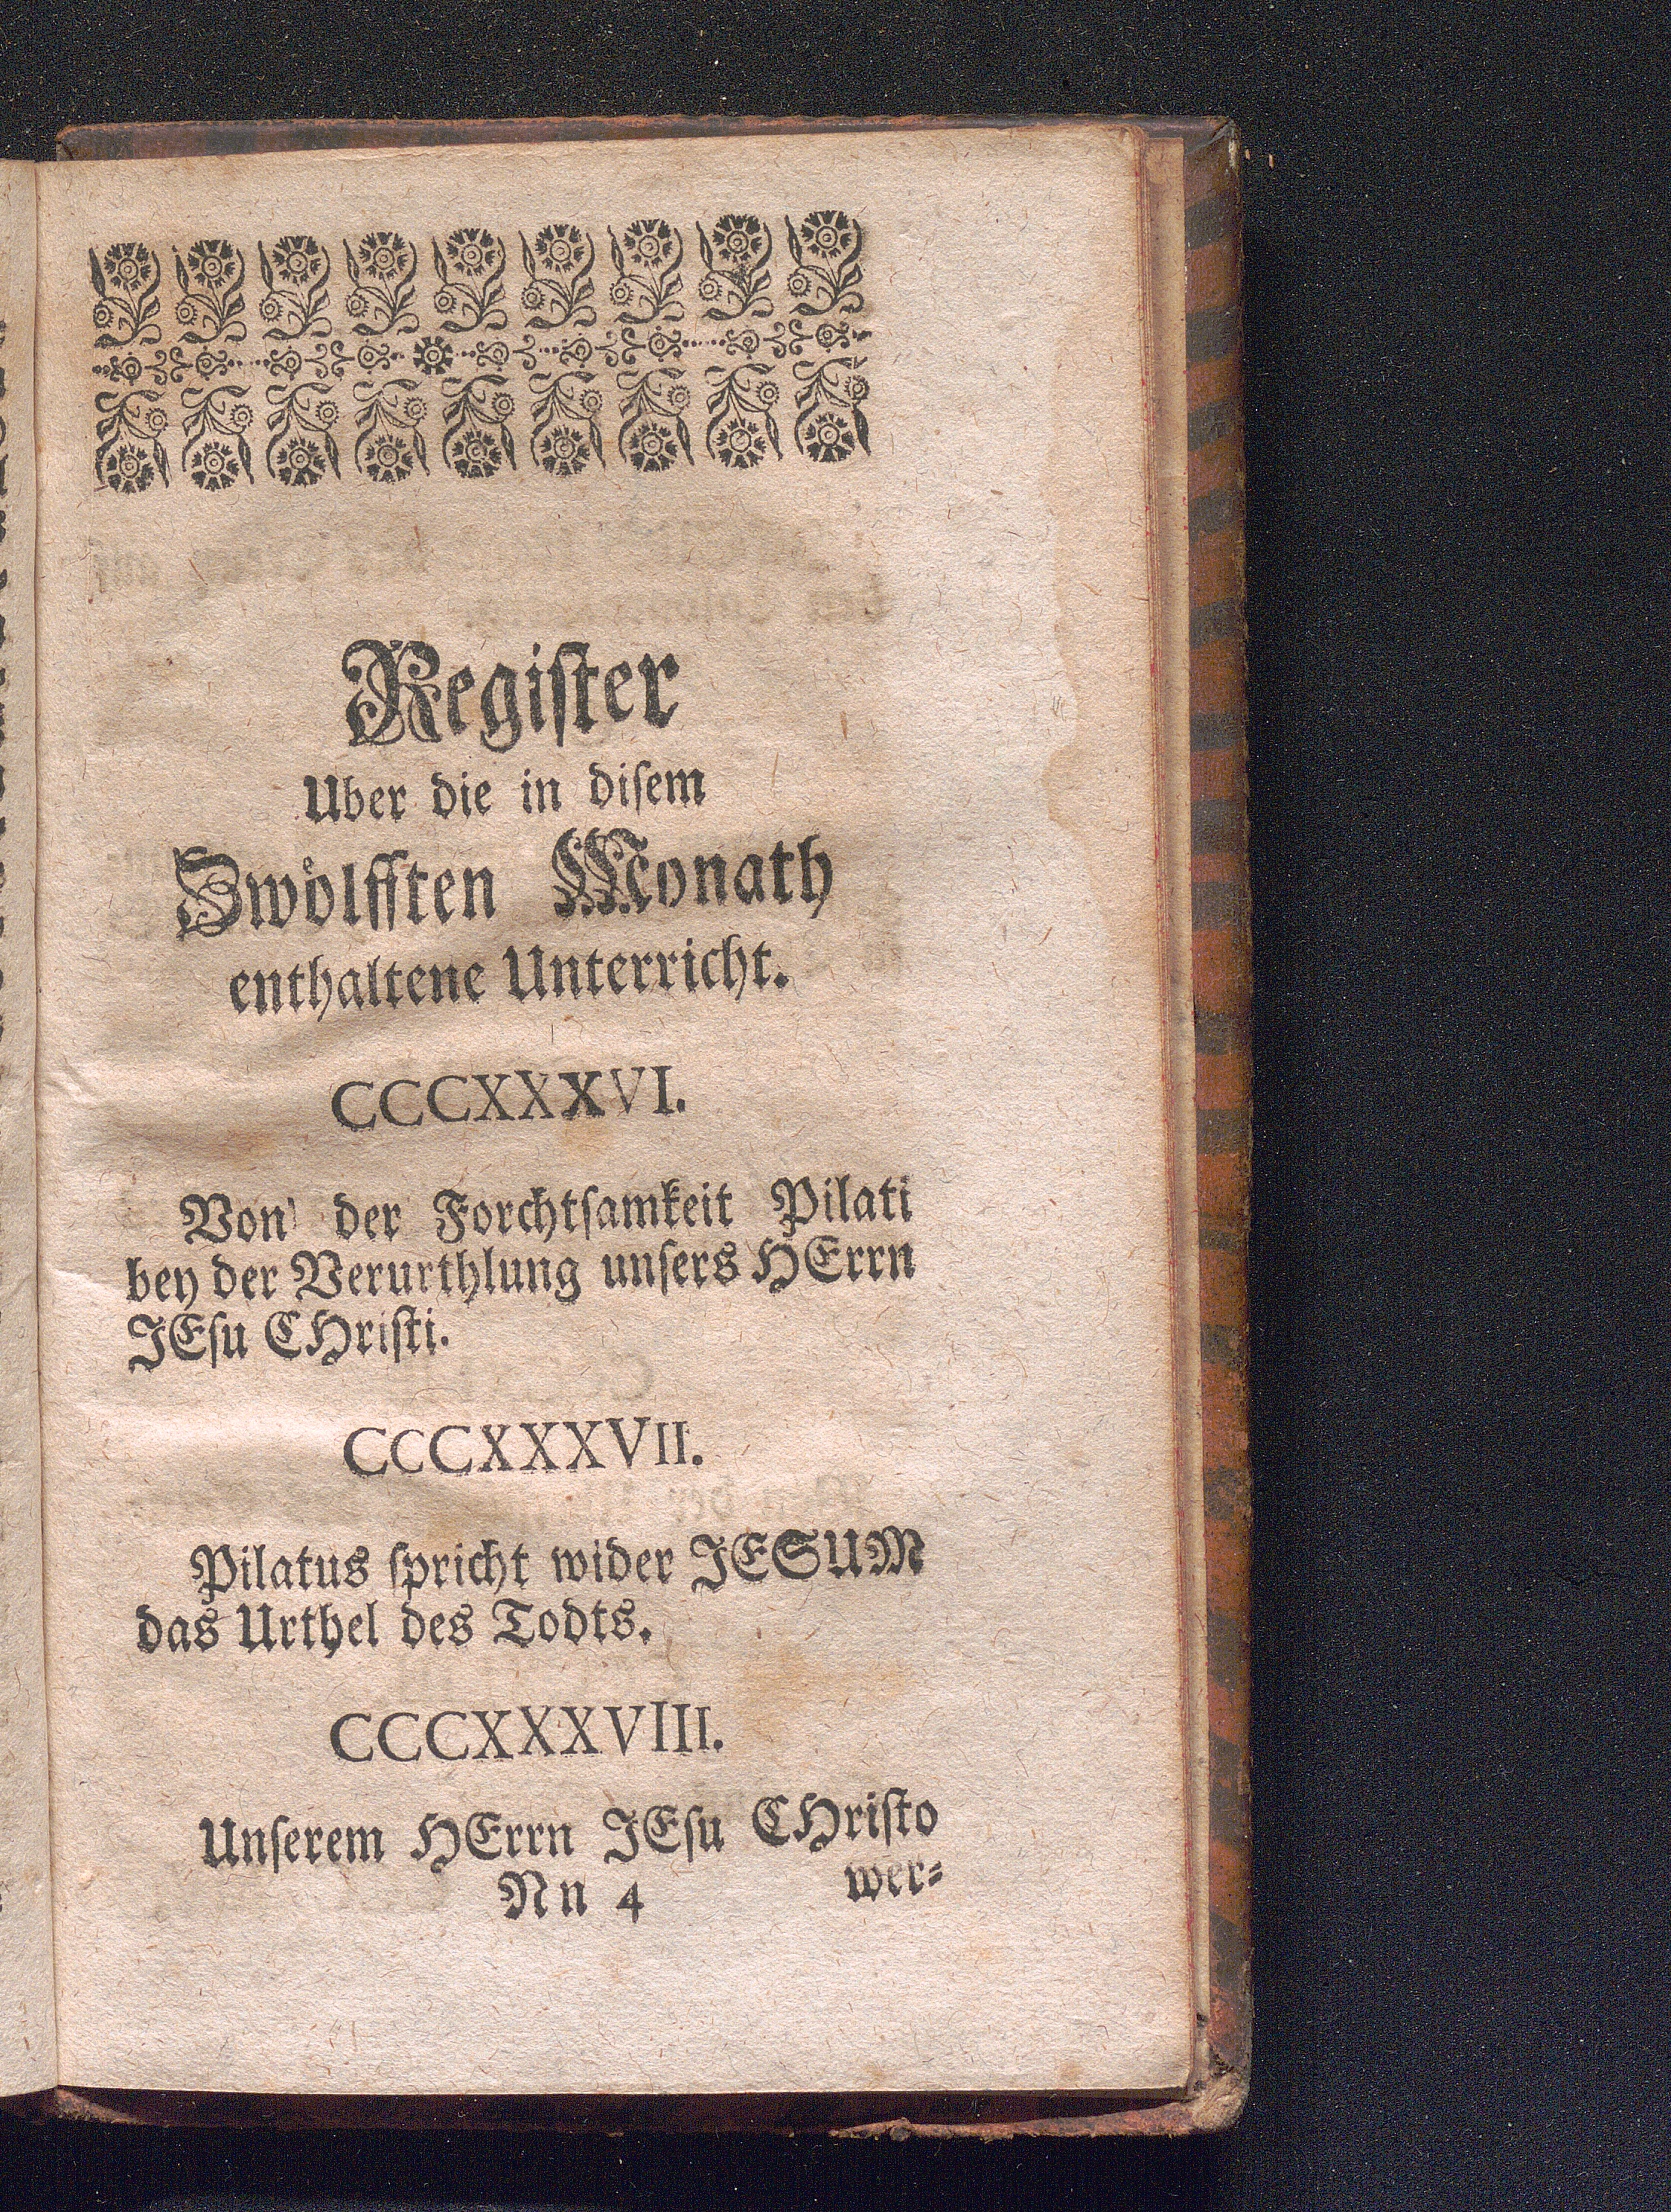 Register
Uber die in disem
Zwölfften Monath
enthaltene Unterricht.
CCCXXXVI.
Von der Forchtsamkeit Pilati
bey der Verurthlung unsers HErrn
JEsu CHristi.
CCCXXXVII.
Pilatus spricht wider JESUM
das Urthel des Todts.
CCCXXXVIII.
Unserem HErrn JEsu CHristo
Nn 4 wer-